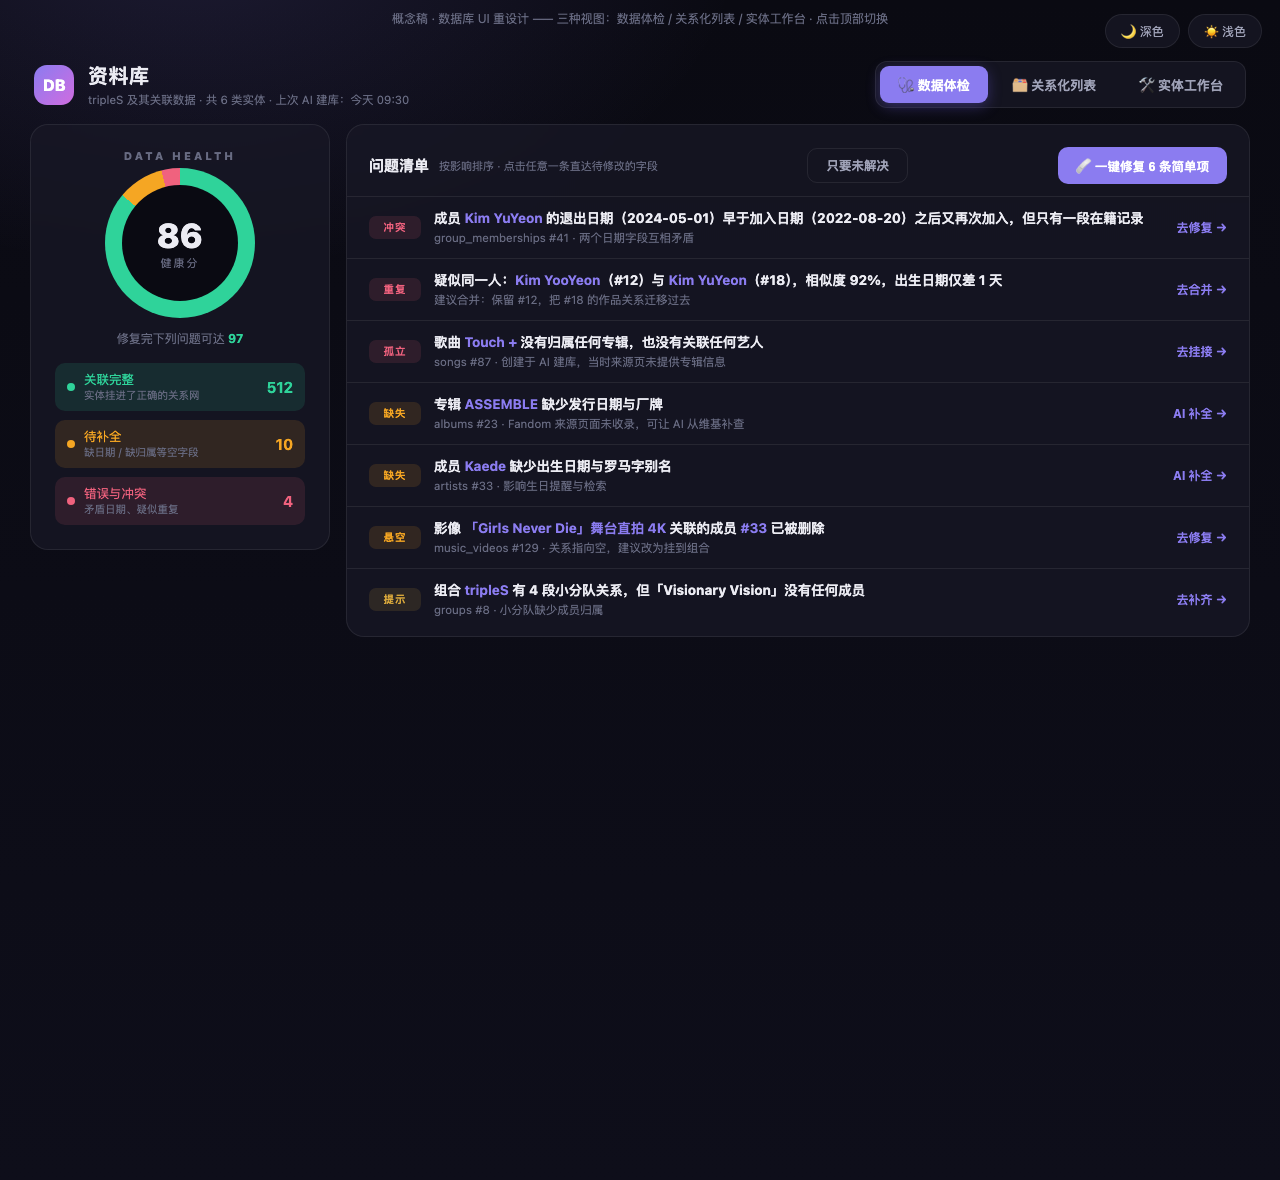 概念稿 · 数据库 UI 重设计 —— 三种视图：数据体检 / 关系化列表 / 实体工作台 · 点击顶部切换
🌙 深色
☀️ 浅色
DB
资料库
tripleS 及其关联数据 · 共 6 类实体 · 上次 AI 建库：今天 09:30
🩺 数据体检
🗂️ 关系化列表
🛠️ 实体工作台
DATA HEALTH
86
健康分
修复完下列问题可达 97
关联完整
实体挂进了正确的关系网
512
待补全
缺日期 / 缺归属等空字段
10
错误与冲突
矛盾日期、疑似重复
4
问题清单
按影响排序 · 点击任意一条直达待修改的字段
只要未解决
一键修复 6 条简单项
冲突
成员 Kim YuYeon 的退出日期（2024-05-01）早于加入日期（2022-08-20）之后又再次加入，但只有一段在籍记录
group_memberships #41 · 两个日期字段互相矛盾
去修复 →
重复
疑似同一人：Kim YooYeon（#12）与 Kim YuYeon（#18），相似度 92%，出生日期仅差 1 天
建议合并：保留 #12，把 #18 的作品关系迁移过去
去合并 →
孤立
歌曲 Touch + 没有归属任何专辑，也没有关联任何艺人
songs #87 · 创建于 AI 建库，当时来源页未提供专辑信息
去挂接 →
缺失
专辑 ASSEMBLE 缺少发行日期与厂牌
albums #23 · Fandom 来源页面未收录，可让 AI 从维基补查
AI 补全 →
缺失
成员 Kaede 缺少出生日期与罗马字别名
artists #33 · 影响生日提醒与检索
AI 补全 →
悬空
影像 「Girls Never Die」舞台直拍 4K 关联的成员 #33 已被删除
music_videos #129 · 关系指向空，建议改为挂到组合
去修复 →
提示
组合 tripleS 有 4 段小分队关系，但「Visionary Vision」没有任何成员
groups #8 · 小分队缺少成员归属
去补齐 →